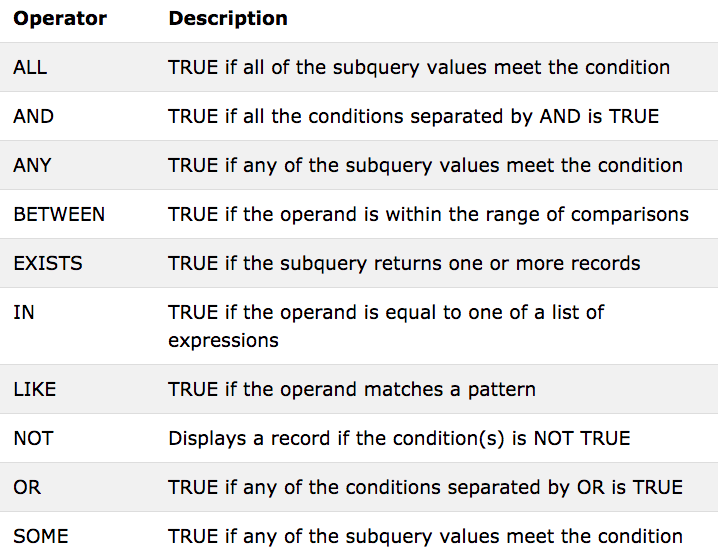 Operator Description
ALL TRUE if all of the subquery values meet the condition
AND TRUE if all the conditions separated by AND is TRUE
ANY TRUE if any of the subquery values meet the condition
BETWEEN TRUE if the operand is within the range of comparisons
EXISTS TRUE if the subquery returns one or more records
IN TRUE if the operand is equal to one of a list of
expressions
LIKE TRUE if the operand matches a pattern
NOT Displays a record if the condition(s) is NOT TRUE
OR TRUE if any of the conditions separated by OR is TRUE
SOME TRUE if any of the subquery values meet the condition